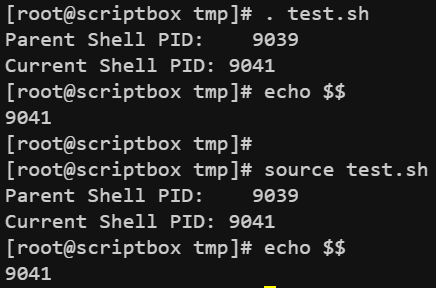 [root@scriptbox tmp]# . test.sh
Parent Shell PID:    9039
Current Shell PID: 9041
[root@scriptbox tmp]# echo $$
9041
[root@scriptbox tmp]#
[root@scriptbox tmp]# source test.sh
Parent Shell PID:    9039
Current Shell PID: 9041
[root@scriptbox tmp]# echo $$
9041